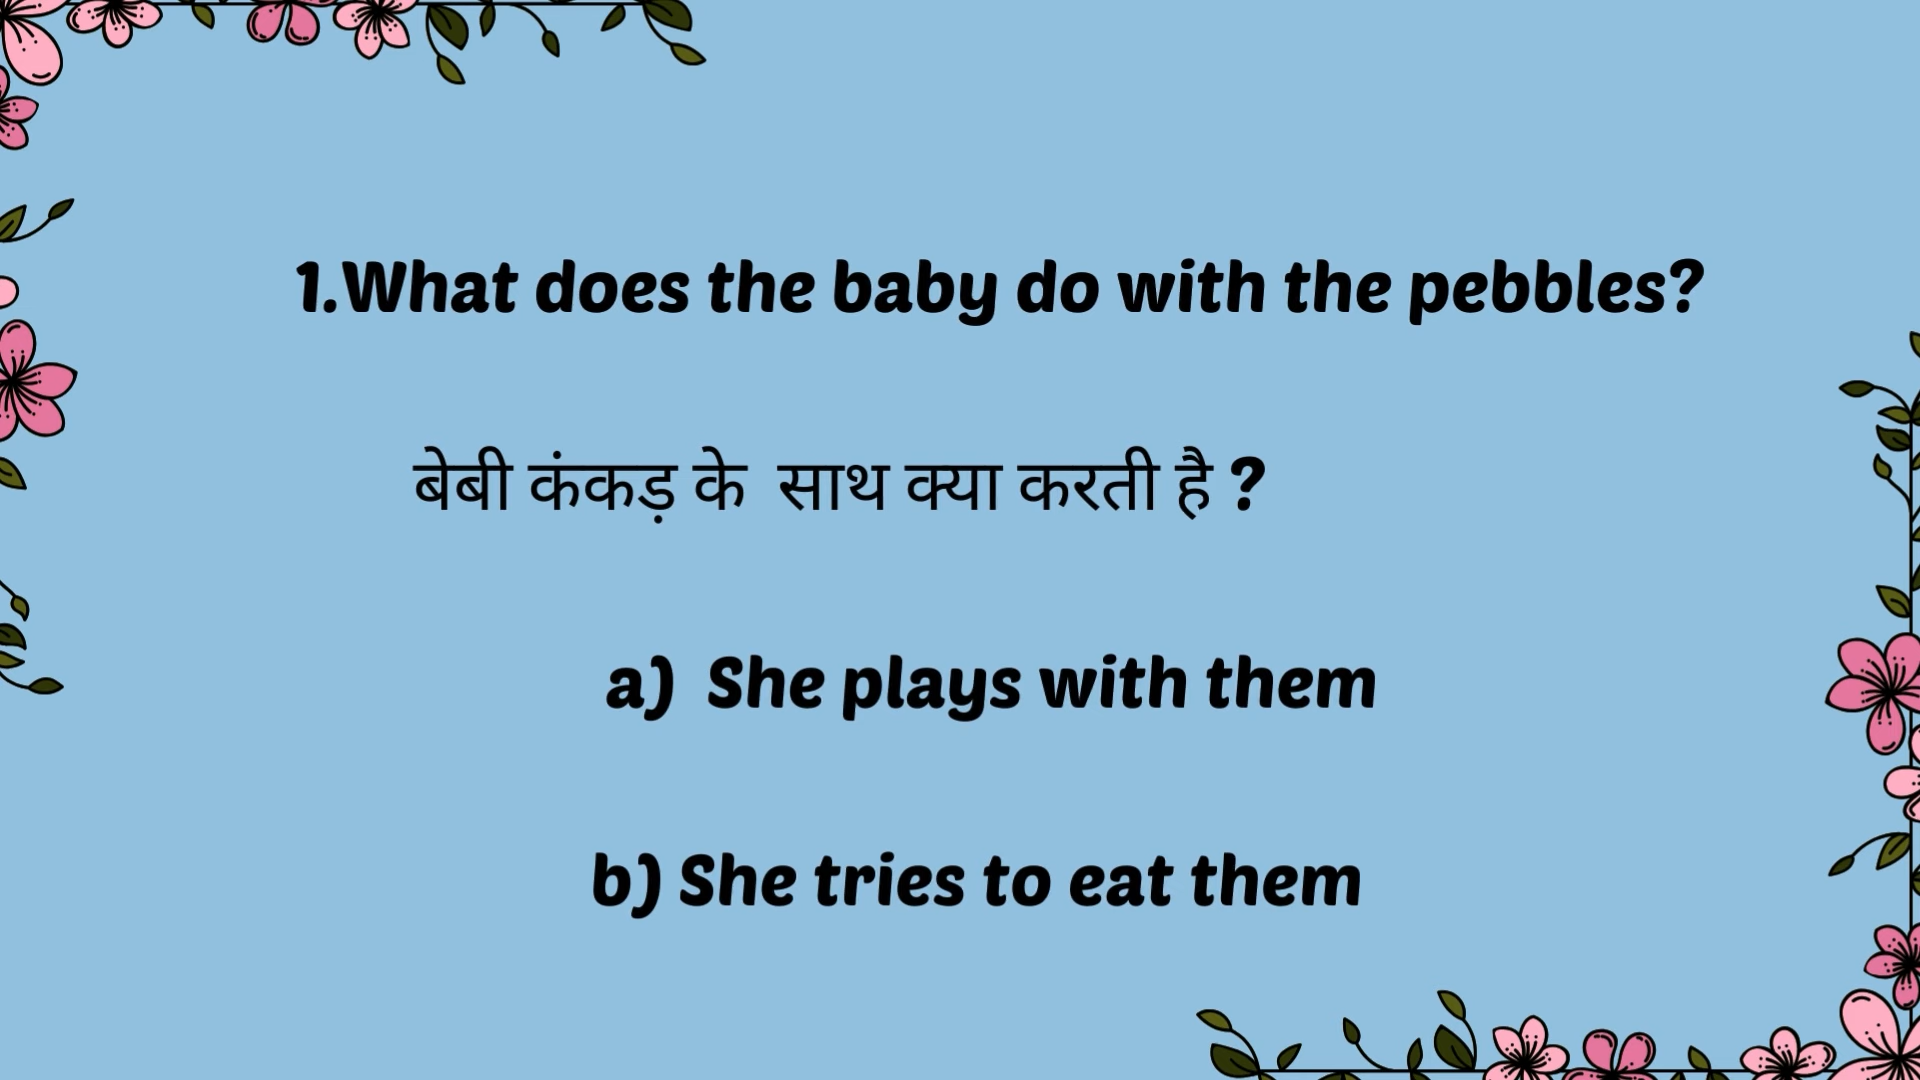 1.What does the baby do with the pebbles?
बेबी कंकड़ के साथ क्या करती है ?
a) She plays with them
b) She tries to eat them